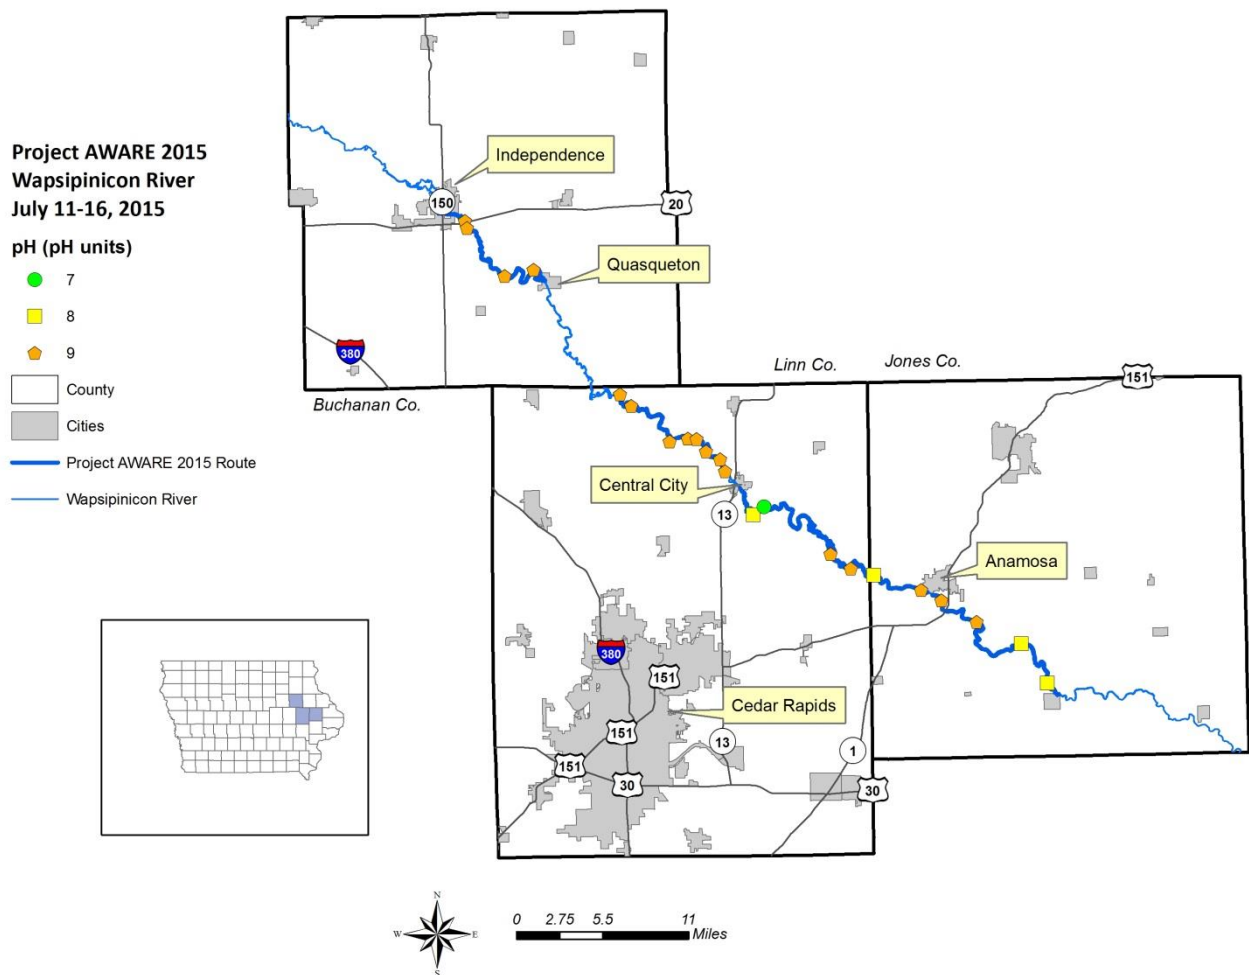 Project AWARE 2015
Wapsipinicon River
July 11-16, 2015
pH (pH units)
7
8
9
County
Cities
Project AWARE 2015 Route
Wapsipinicon River
Independence
150
20
Quasqueton
380
Buchanan Co.
Linn Co.
Jones Co.
151
Central City
13
Anamosa
380
151
Cedar Rapids
151
13
1
151
30
30
N
W
E
S
0 2.75 5.5 11
Miles